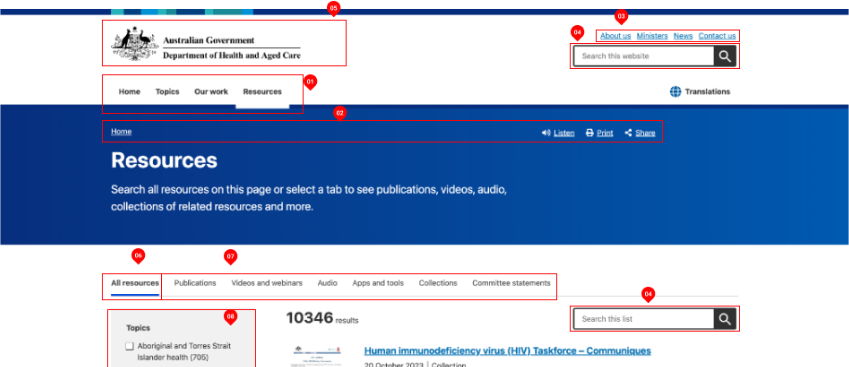 05
03
04
Australian Government
Department of Health and Aged Care
About us Ministers News Contact us
Search this website
01
Home Topics Our work Resources
Translations
02
Home
Listen Print Share
Resources
Search all resources on this page or select a tab to see publications, videos, audio,
collections of related resources and more.
06
07
All resources Publications Videos and webinars Audio Apps and tools Collections Committee statements
04
08
10346 results
Search this list
Topics
Aboriginal and Torres Strait
Islander health (705)
Human immunodeficiency virus (HIV) Taskforce – Communiques
20 October 2023 | Collection